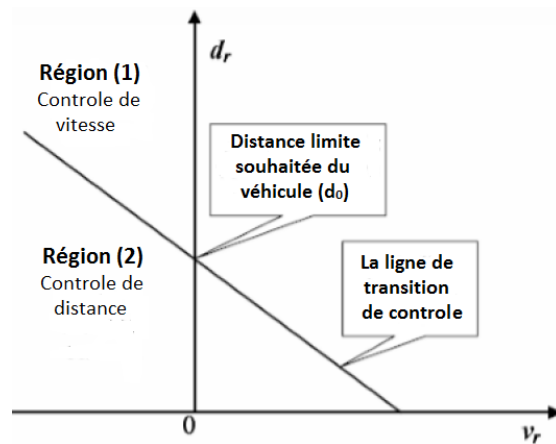 d_r
Région (1)
Controle de
vitesse
Distance limite
souhaitée du
véhicule (d₀)
Région (2)
Controle de
distance
La ligne de
transition
de controle
0
v_r